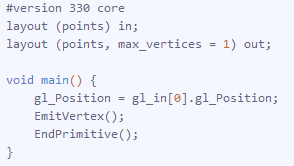 #version 330 core
layout (points) in;
layout (points, max_vertices = 1) out;
void main() {
    gl_Position = gl_in[0].gl_Position;
    EmitVertex();
    EndPrimitive();
}